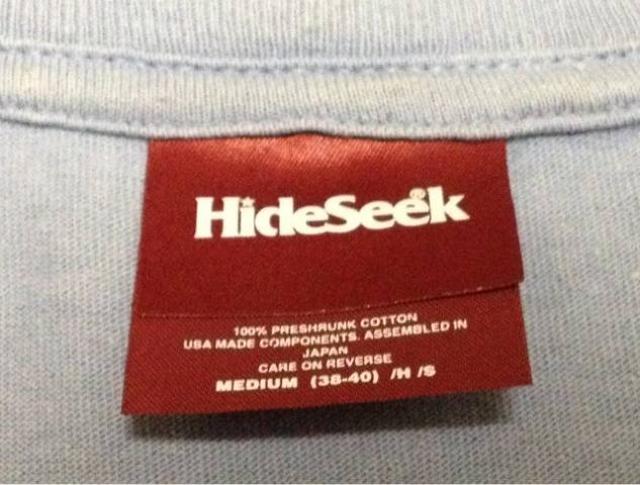 HideSeek
100% PRESHRUNK COTTON
USA MADE COMPONENTS. ASSEMBLED IN
JAPAN
CARE ON REVERSE
MEDIUM (38-40) /H /S